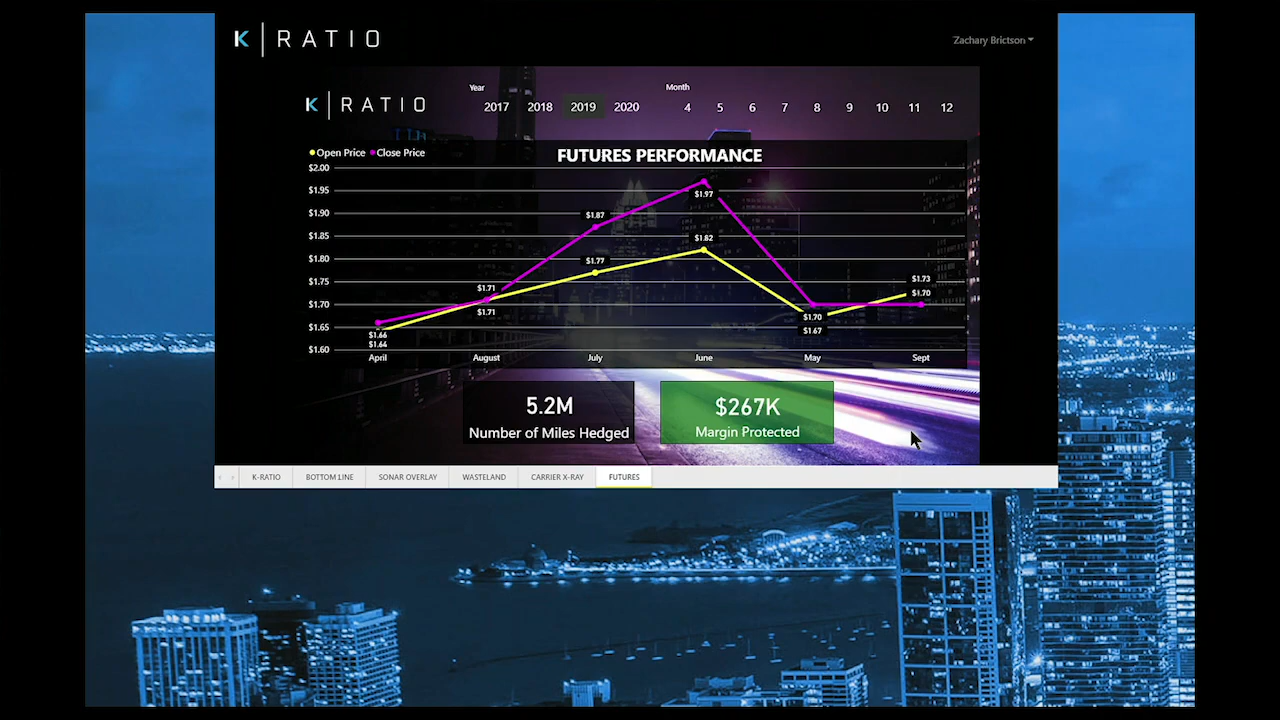 K | RATIO
Zachary Brictson
K | RATIO
Year
2017 2018 2019 2020
Month
4 5 6 7 8 9 10 11 12
Open Price Close Price
FUTURES PERFORMANCE
$2.00
$1.95
$1.90
$1.85
$1.80
$1.75
$1.70
$1.65
$1.60
$1.66
$1.64
$1.71
$1.71
$1.87
$1.77
$1.97
$1.82
$1.70
$1.67
$1.73
$1.70
April August July June May Sept
5.2M
Number of Miles Hedged
$267K
Margin Protected
K-RATIO BOTTOM LINE SONAR OVERLAY WASTELAND CARRIER X-RAY FUTURES